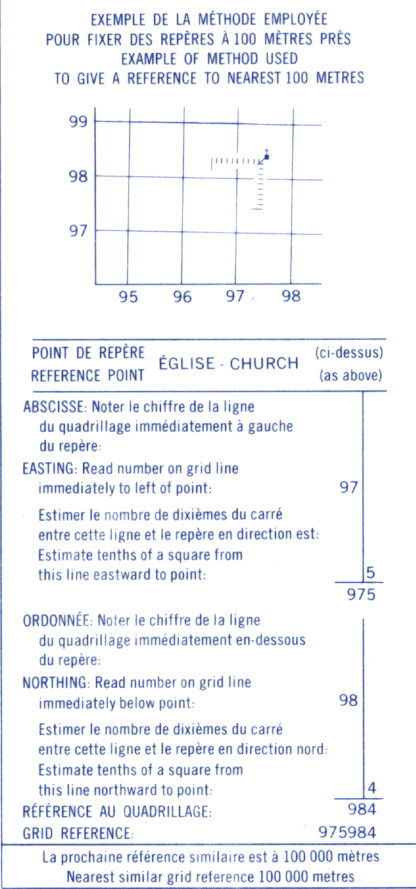 EXEMPLE DE LA MÉTHODE EMPLOYÉE
POUR FIXER DES REPÈRES À 100 MÈTRES PRÈS
EXAMPLE OF METHOD USED
TO GIVE A REFERENCE TO NEAREST 100 METRES
99
98
97
95 96 97 98
POINT DE REPÈRE
REFERENCE POINT
ÉGLISE - CHURCH
(ci-dessus)
(as above)
ABSCISSE: Noter le chiffre de la ligne
du quadrillage immédiatement à gauche
du repère:
EASTING: Read number on grid line
immediately to left of point: 97
Estimer le nombre de dixièmes du carré
entre cette ligne et le repère en direction est:
Estimate tenths of a square from
this line eastward to point: 5
975
ORDONNÉE: Noter le chiffre de la ligne
du quadrillage immédiatement en-dessous
du repère:
NORTHING: Read number on grid line
immediately below point: 98
Estimer le nombre de dixièmes du carré
entre cette ligne et le repère en direction nord:
Estimate tenths of a square from
this line northward to point: 4
RÉFÉRENCE AU QUADRILLAGE: 984
GRID REFERENCE: 975984
La prochaine référence similaire est à 100 000 mètres
Nearest similar grid reference 100 000 metres